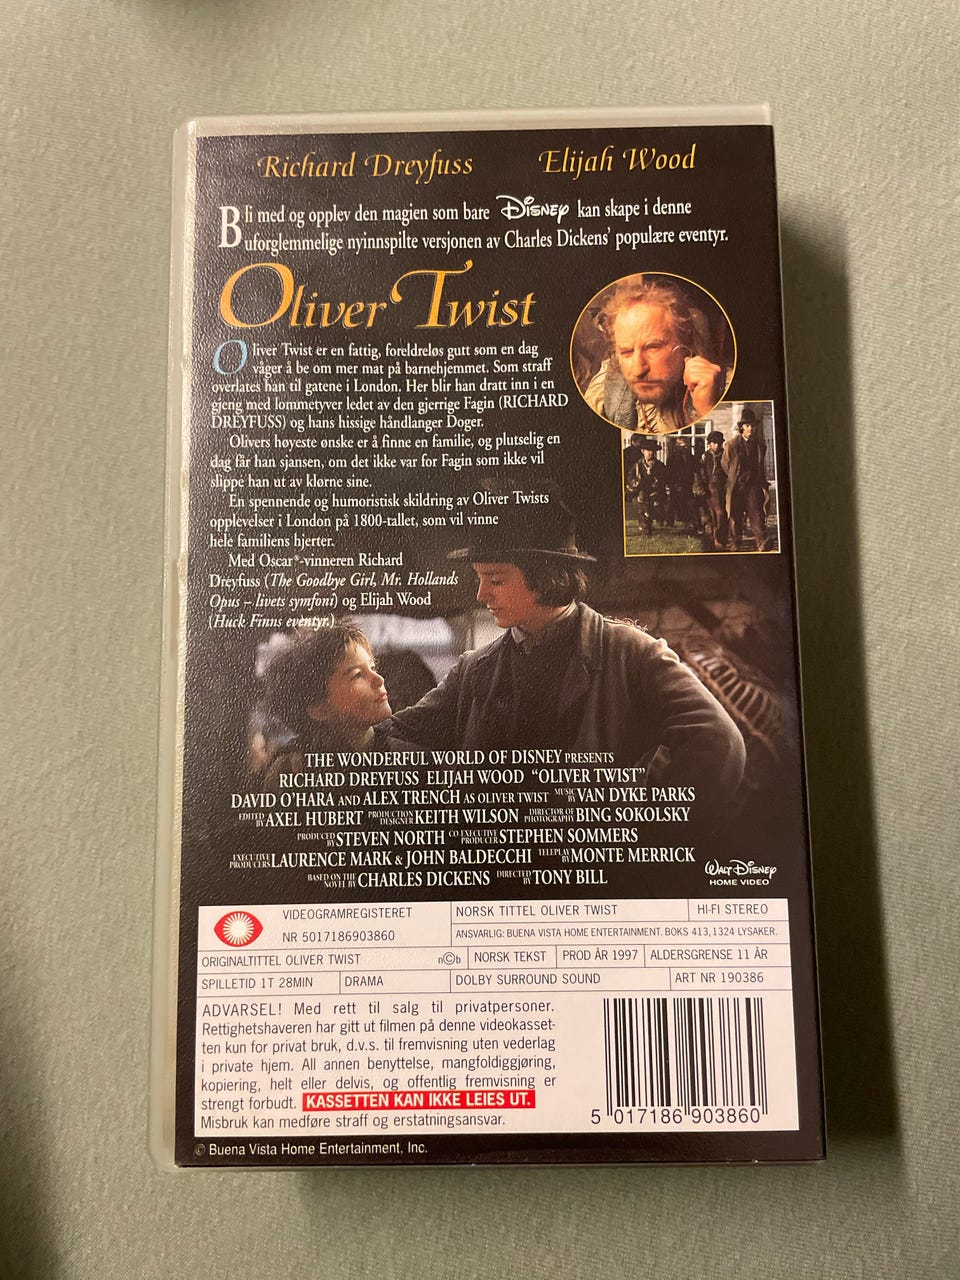 Richard Dreyfuss Elijah Wood
Bli med og opplev den magien som bare Disney kan skape i denne
uforglemmelige nyinnspilte versjonen av Charles Dickens' populære eventyr.
Oliver Twist
Oliver Twist er en fattig, foreldreløs gutt som en dag
våger å be om mer mat på barnehjemmet. Som straff
overlates han til gatene i London. Her blir han dratt inn i en
gjeng med lommetyver ledet av den gjerrige Fagin (RICHARD
DREYFUSS) og hans hissige håndlanger Doger.
Olivers høyeste ønske er å finne en familie, og plutselig en
dag får han sjansen, om det ikke var for Fagin som ikke vil
slippe han ut av klørne sine.
En spennende og humoristisk skildring av Oliver Twists
opplevelser i London på 1800-tallet, som vil vinne
hele familiens hjerter.
Med Oscar®-vinneren Richard
Dreyfuss (The Goodbye Girl, Mr. Hollands
Opus – livets symfoni) og Elijah Wood
(Huck Finns eventyr.)
THE WONDERFUL WORLD OF DISNEY PRESENTS
RICHARD DREYFUSS ELIJAH WOOD "OLIVER TWIST"
DAVID O'HARA AND ALEX TRENCH AS OLIVER TWIST MUSIC BY VAN DYKE PARKS
EDITED BY AXEL HUBERT PRODUCTION DESIGNER KEITH WILSON DIRECTOR OF PHOTOGRAPHY BING SOKOLSKY
PRODUCED BY STEVEN NORTH CO-EXECUTIVE PRODUCER STEPHEN SOMMERS
EXECUTIVE PRODUCERS LAURENCE MARK & JOHN BALDECCHI TELEPLAY BY MONTE MERRICK
BASED ON THE NOVEL BY CHARLES DICKENS DIRECTED BY TONY BILL
WALT DISNEY
HOME VIDEO
VIDEOGRAMREGISTERET
NR 5017186903860
NORSK TITTEL OLIVER TWIST
HI-FI STEREO
ANSVARLIG: BUENA VISTA HOME ENTERTAINMENT. BOKS 413,1324 LYSAKER.
ORIGINALTITTEL OLIVER TWIST
n©b
NORSK TEKST
PROD ÅR 1997
ALDERSGRENSE 11 ÅR
SPILLETID 1T 28MIN
DRAMA
DOLBY SURROUND SOUND
ART NR 190386
ADVARSEL! Med rett til salg til privatpersoner.
Rettighetshaveren har gitt ut filmen på denne videokasset-
ten kun for privat bruk, d.v.s. til fremvisning uten vederlag
i private hjem. All annen benyttelse, mangfoldiggjøring,
kopiering, helt eller delvis, og offentlig fremvisning er
strengt forbudt. KASSETTEN KAN IKKE LEIES UT.
Misbruk kan medføre straff og erstatningsansvar.
5 017186 903860
© Buena Vista Home Entertainment, Inc.